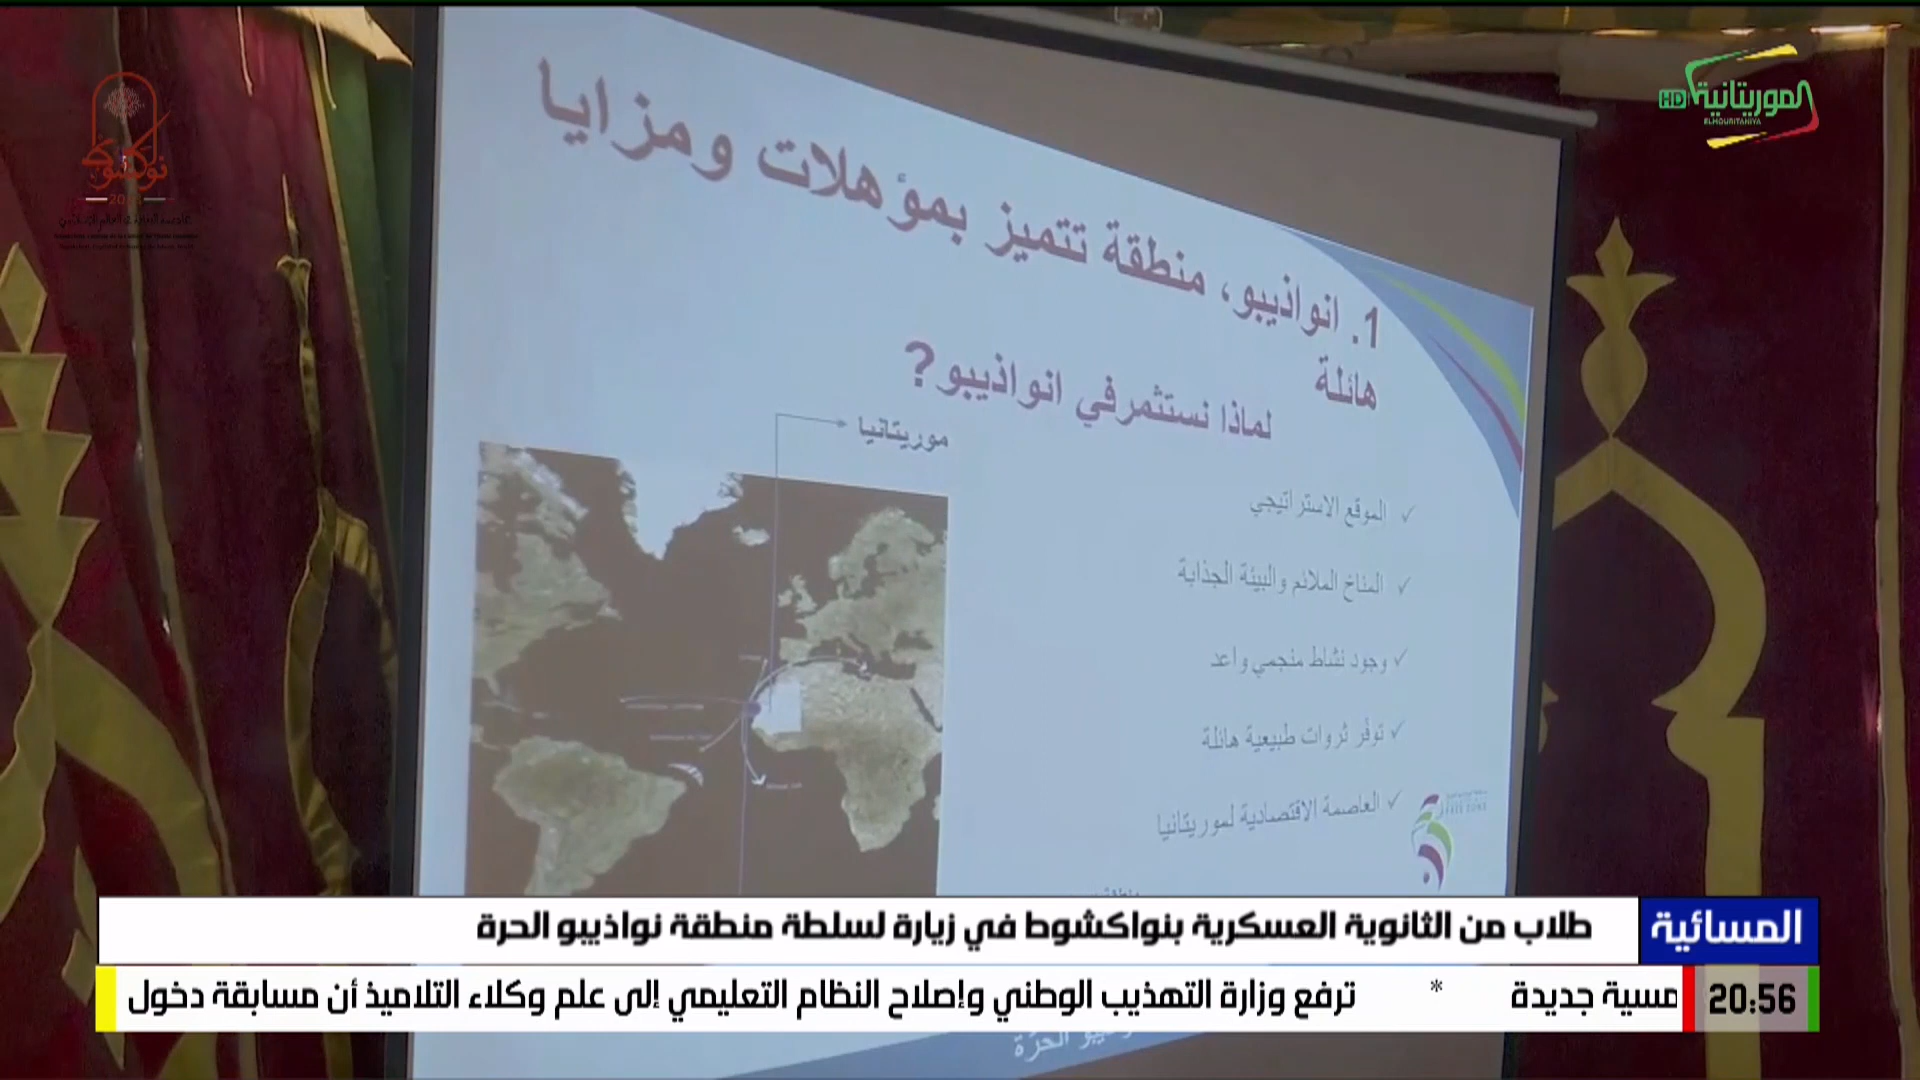 الموريتانية
HD
ELMOURITANIYA
نواكشوط
1. انواذيبو، منطقة تتميز بمؤهلات ومزايا
هائلة
لماذا نستثمرفي انواذيبو?
موريتانيا
✓ الموقع الاستراتيجي
✓ المناخ الملائم والبيئة الجذابة
✓ وجود نشاط منجمي واعد
✓ توفر ثروات طبيعية هائلة
✓ العاصمة الاقتصادية لموريتانيا
المسائية
طلاب من الثانوية العسكرية بنواكشوط في زيارة لسلطة منطقة نواذيبو الحرة
20:56
مسية جديدة * ترفع وزارة التهذيب الوطني وإصلاح النظام التعليمي إلى علم وكلاء التلاميذ أن مسابقة دخول
الحرة